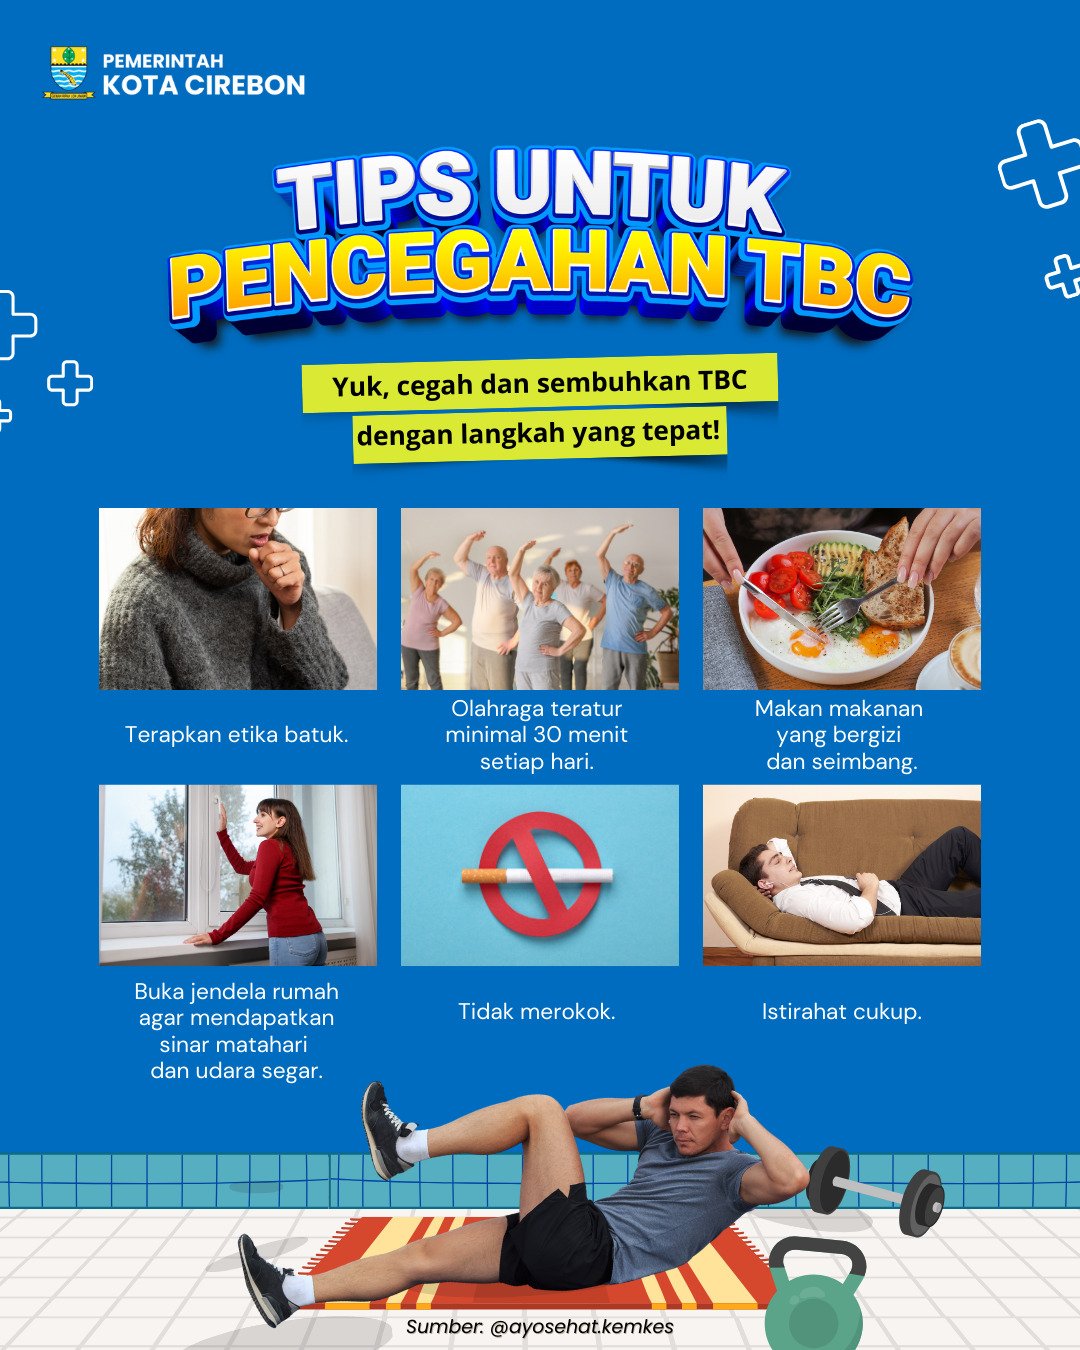 PEMERINTAH
KOTA CIREBON
TIPS UNTUK
PENCEGAHAN TBC
Yuk, cegah dan sembuhkan TBC
dengan langkah yang tepat!
Terapkan etika batuk.
Olahraga teratur
minimal 30 menit
setiap hari.
Makan makanan
yang bergizi
dan seimbang.
Buka jendela rumah
agar mendapatkan
sinar matahari
dan udara segar.
Tidak merokok.
Istirahat cukup.
Sumber: @ayosehat.kemkes